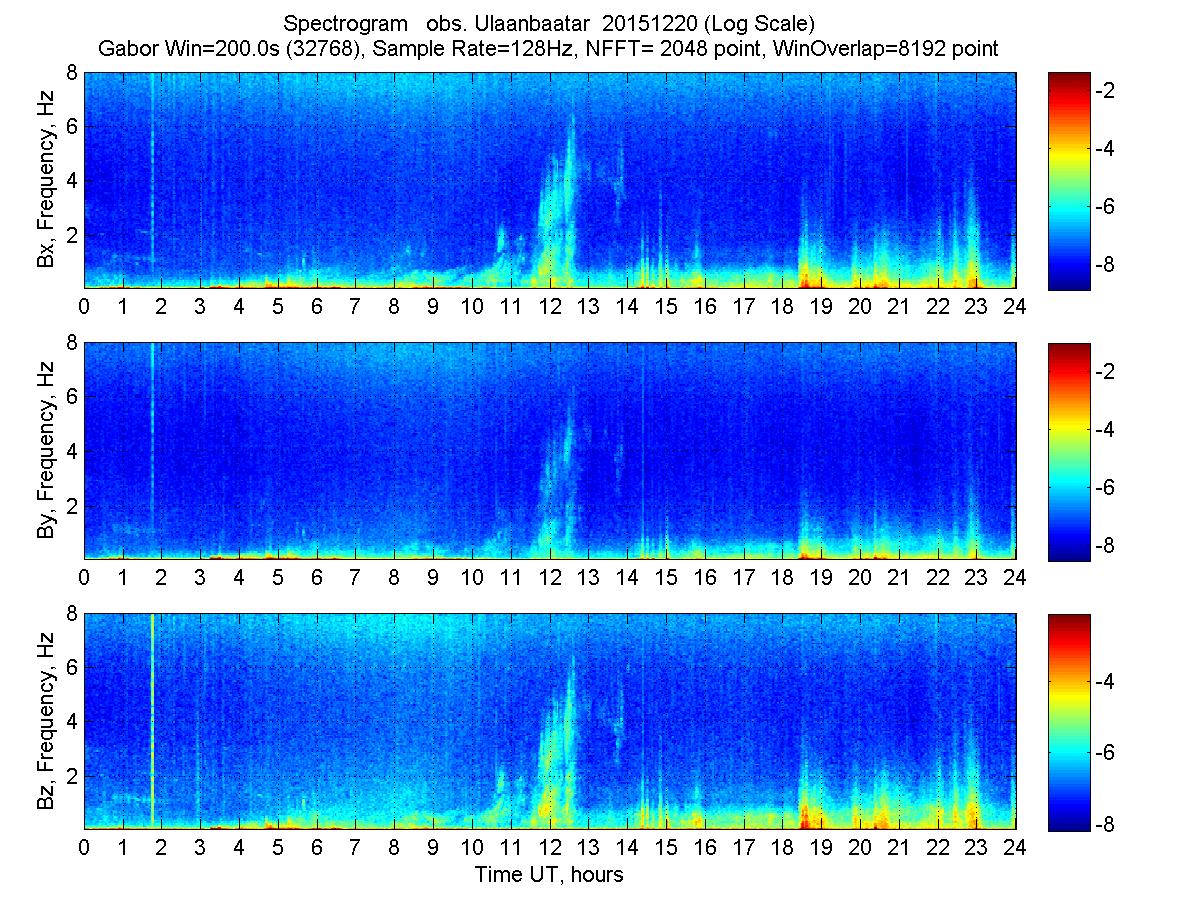 Spectrogram   obs. Ulaanbaatar  20151220 (Log Scale)
Gabor Win=200.0s (32768), Sample Rate=128Hz, NFFT= 2048 point, WinOverlap=8192 point
Bx, Frequency, Hz
8
6
4
2
0 1 2 3 4 5 6 7 8 9 10 11 12 13 14 15 16 17 18 19 20 21 22 23 24
-2
-4
-6
-8
By, Frequency, Hz
8
6
4
2
0 1 2 3 4 5 6 7 8 9 10 11 12 13 14 15 16 17 18 19 20 21 22 23 24
-2
-4
-6
-8
Bz, Frequency, Hz
8
6
4
2
0 1 2 3 4 5 6 7 8 9 10 11 12 13 14 15 16 17 18 19 20 21 22 23 24
-4
-6
-8
Time UT, hours